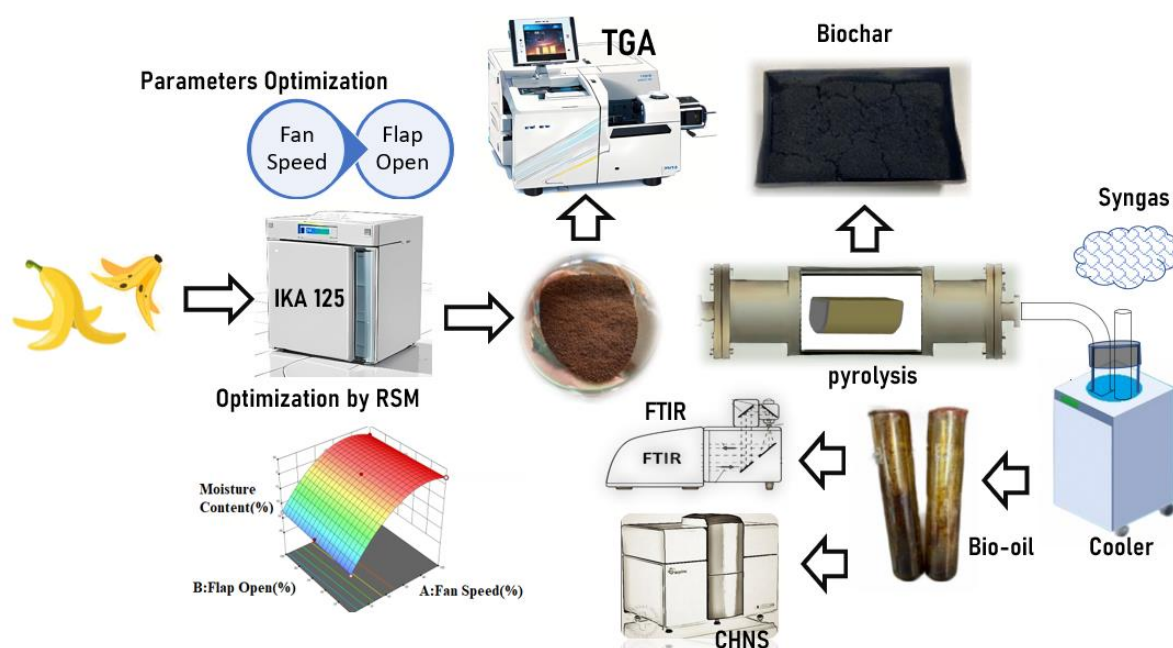 TGA
Biochar
Parameters Optimization
Fan
Speed
Flap
Open
Syngas
IKA 125
pyrolysis
Optimization by RSM
FTIR
FTIR
Moisture
Content(%)
B:Flap Open(%)
A:Fan Speed(%)
Bio-oil
Cooler
CHNS